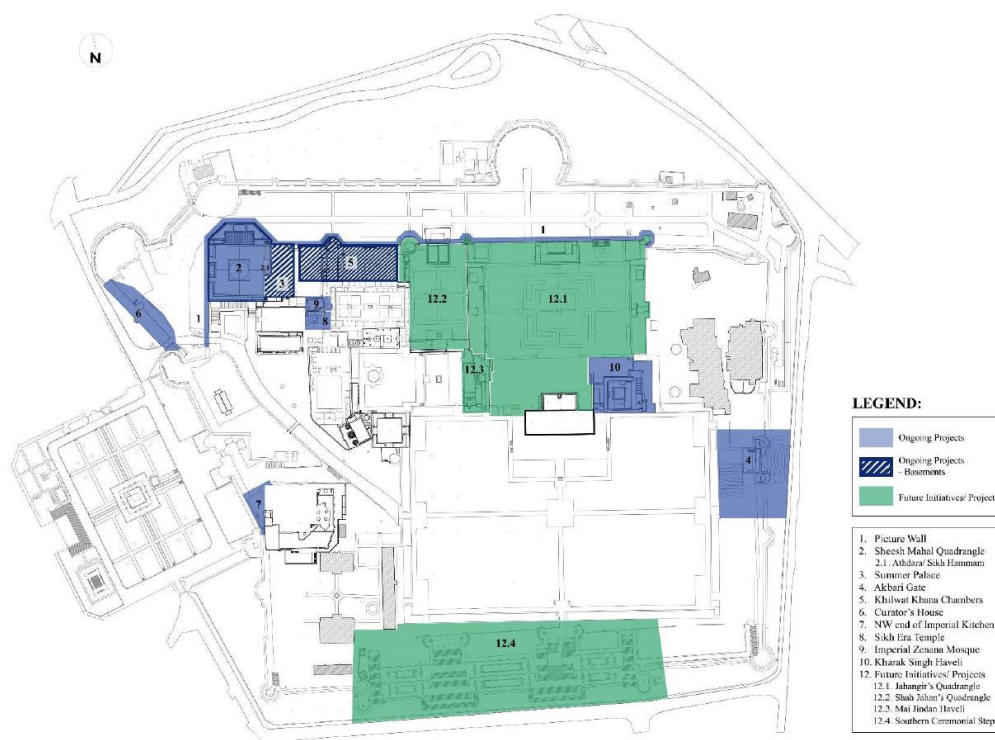 N
1
2
2.1
3
5
12.2
12.1
6
1
9
8
12.3
10
4
7
12.4
LEGEND:
Ongoing Projects
Ongoing Projects
- Basements
Future Initiatives/ Project
1. Picture Wall
2. Sheesh Mahal Quadrangle
2.1. Athdara/ Sikh Hammam
3. Summer Palace
4. Akbari Gate
5. Khilwat Khana Chambers
6. Curator's House
7. NW end of Imperial Kitchen
8. Sikh Era Temple
9. Imperial Zenana Mosque
10. Kharak Singh Haveli
12. Future Initiatives/ Projects
12.1. Jahangir's Quadrangle
12.2. Shah Jahan's Quadrangle
12.3. Mai Jindan Haveli
12.4. Southern Ceremonial Step